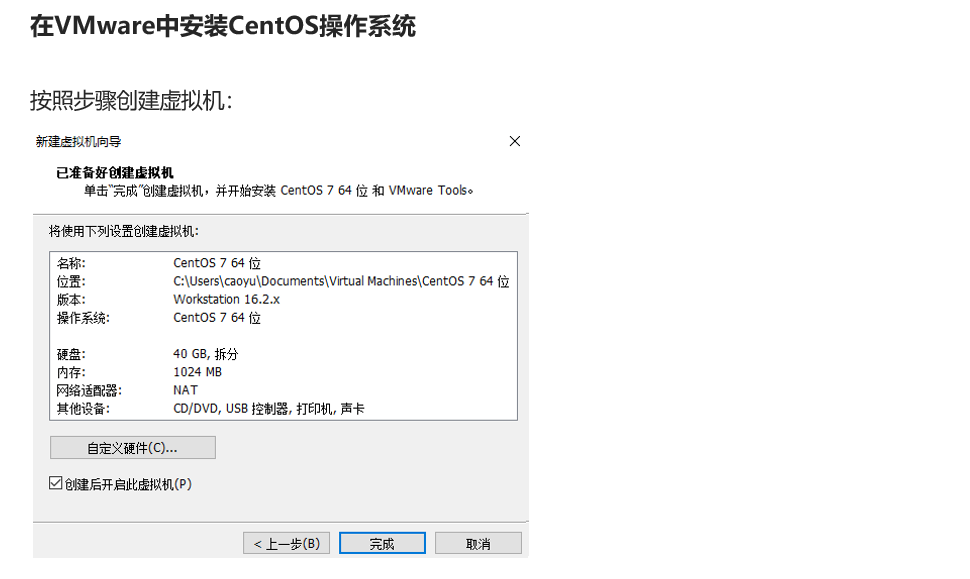 在VMware中安装CentOS操作系统
按照步骤创建虚拟机：
新建虚拟机向导
已准备好创建虚拟机
单击“完成”创建虚拟机，并开始安装 CentOS 7 64 位 和 VMware Tools。
将使用下列设置创建虚拟机:
名称: CentOS 7 64 位
位置: C:\Users\caoyu\Documents\Virtual Machines\CentOS 7 64 位
版本: Workstation 16.2.x
操作系统: CentOS 7 64 位
硬盘: 40 GB, 拆分
内存: 1024 MB
网络适配器: NAT
其他设备: CD/DVD, USB 控制器, 打印机, 声卡
自定义硬件(C)...
创建后开启此虚拟机(P)
< 上一步(B) 完成 取消